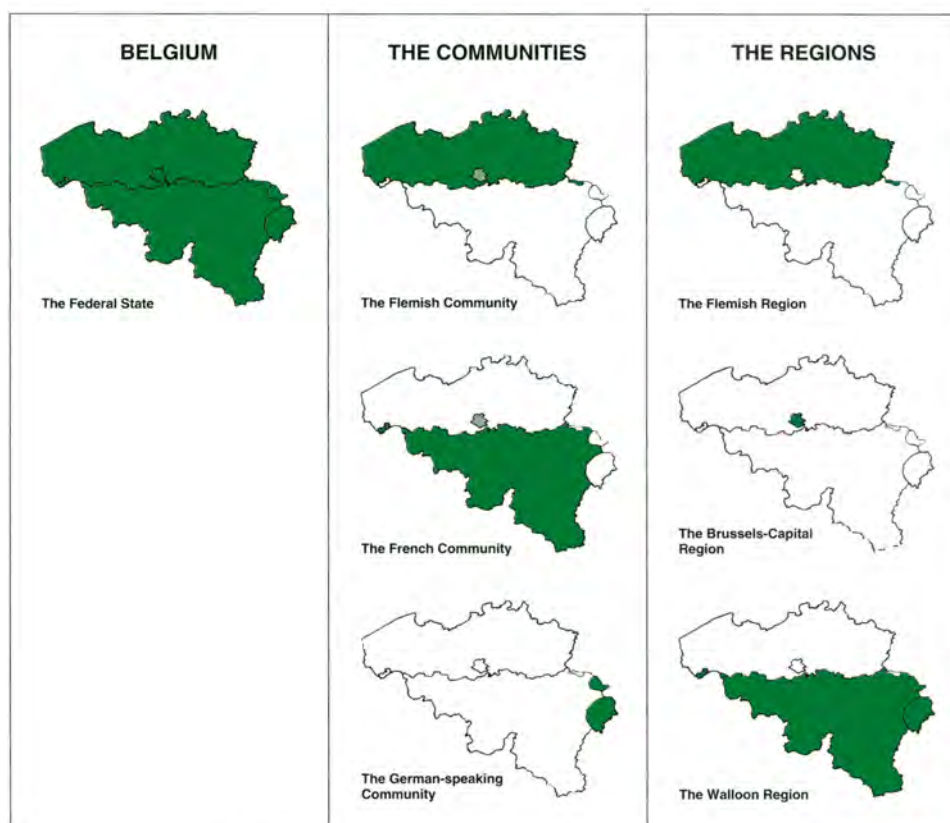 BELGIUM
The Federal State
THE COMMUNITIES
The Flemish Community
The French Community
The German-speaking
Community
THE REGIONS
The Flemish Region
The Brussels-Capital
Region
The Walloon Region